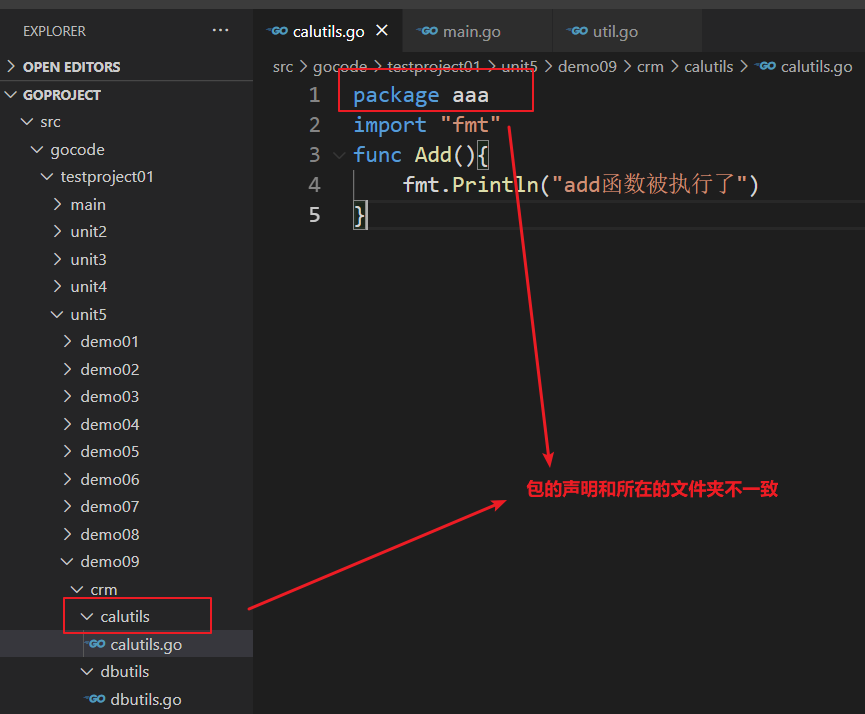 EXPLORER
···
OPEN EDITORS
GOPROJECT
src
gocode
testproject01
main
unit2
unit3
unit4
unit5
demo01
demo02
demo03
demo04
demo05
demo06
demo07
demo08
demo09
crm
calutils
calutils.go
dbutils
dbutils.go
calutils.go × main.go util.go
src > gocode > testproject01 > unit5 > demo09 > crm > calutils > calutils.go
1 package aaa
2 import "fmt"
3 func Add(){
4 fmt.Println("add函数被执行了")
5 }
包的声明和所在的文件夹不一致